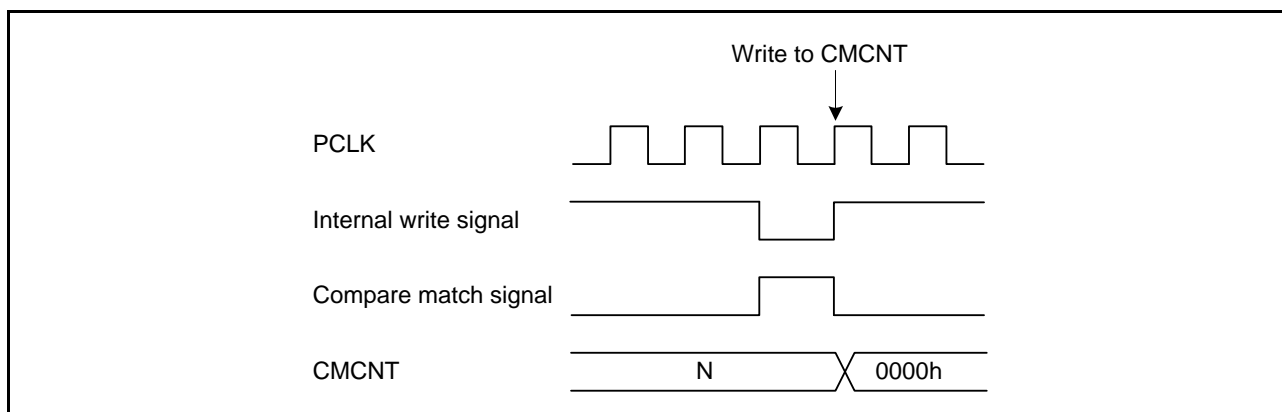 Write to CMCNT
PCLK
Internal write signal
Compare match signal
CMCNT N 0000h